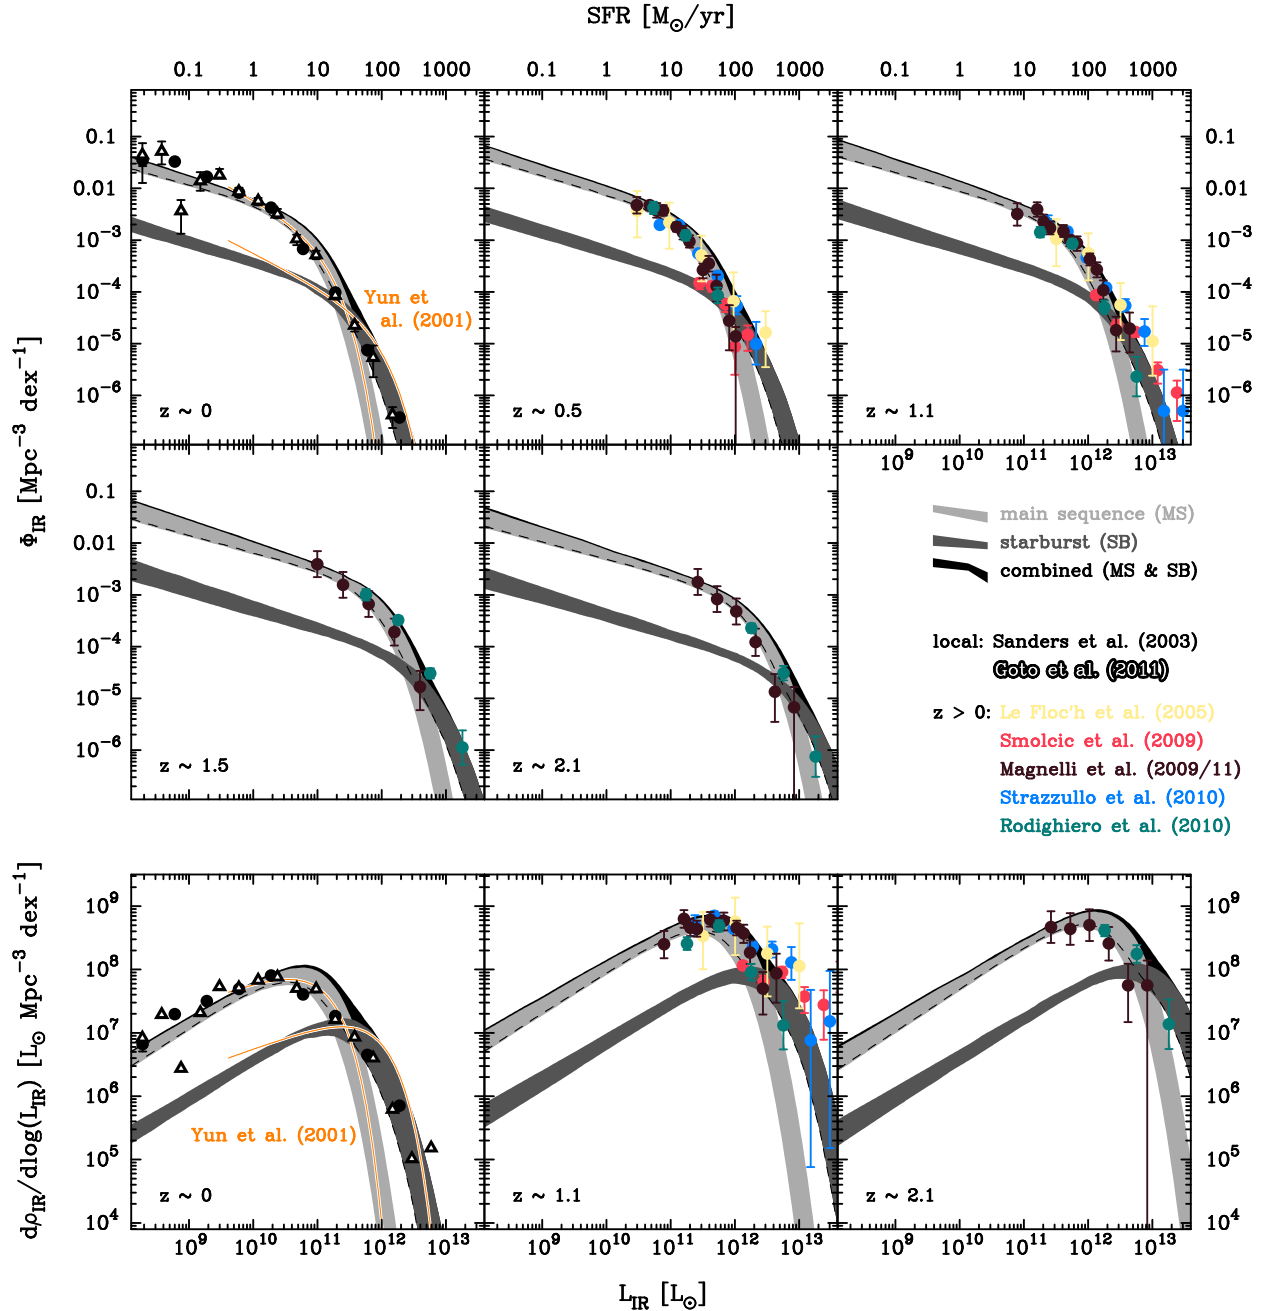 SFR [M⊙/yr]
0.1 1 10 100 1000 0.1 1 10 100 1000 0.1 1 10 100 1000
0.1
0.01
10⁻³
10⁻⁴
10⁻⁵
10⁻⁶
Yun et
al. (2001)
z ~ 0
z ~ 0.5
z ~ 1.1
0.1
0.01
10⁻³
10⁻⁴
10⁻⁵
10⁻⁶
10⁹ 10¹⁰ 10¹¹ 10¹² 10¹³
Φ_IR [Mpc⁻³ dex⁻¹]
0.1
0.01
10⁻³
10⁻⁴
10⁻⁵
10⁻⁶
z ~ 1.5
z ~ 2.1
main sequence (MS)
starburst (SB)
combined (MS & SB)
local: Sanders et al. (2003)
Goto et al. (2011)
z > 0: Le Floc'h et al. (2005)
Smolcic et al. (2009)
Magnelli et al. (2009/11)
Strazzullo et al. (2010)
Rodighiero et al. (2010)
dρ_IR/dlog(L_IR) [L⊙ Mpc⁻³ dex⁻¹]
10⁹
10⁸
10⁷
10⁶
10⁵
10⁴
Yun et al. (2001)
z ~ 0
z ~ 1.1
z ~ 2.1
10⁹
10⁸
10⁷
10⁶
10⁵
10⁴
10⁹ 10¹⁰ 10¹¹ 10¹² 10¹³ 10⁹ 10¹⁰ 10¹¹ 10¹² 10¹³ 10⁹ 10¹⁰ 10¹¹ 10¹² 10¹³
L_IR [L⊙]